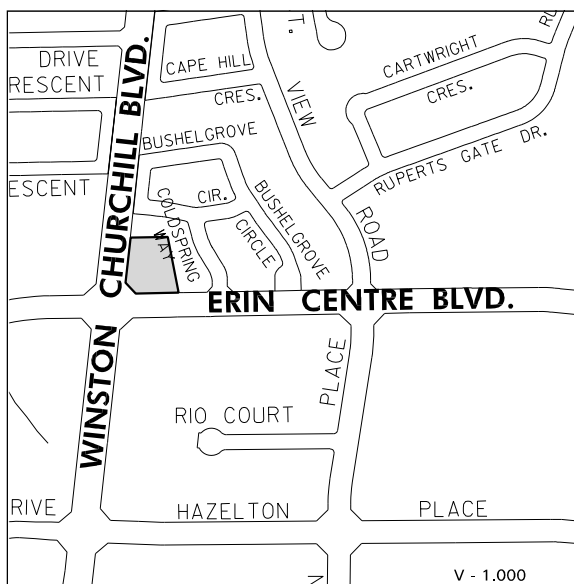 DRIVE
RESCENT
CAPE HILL
CRES.
T.
VIEW
ROAD
CARTWRIGHT
CRES.
RUPERTS GATE DR.
RU
BUSHELGROVE
CIR.
BUSHELGROVE
CIRCLE
COLDSPRING
WAY
ESCENT
WINSTON CHURCHILL BLVD.
ERIN CENTRE BLVD.
PLACE
RIO COURT
RIVE
HAZELTON PLACE
N
V - 1.000